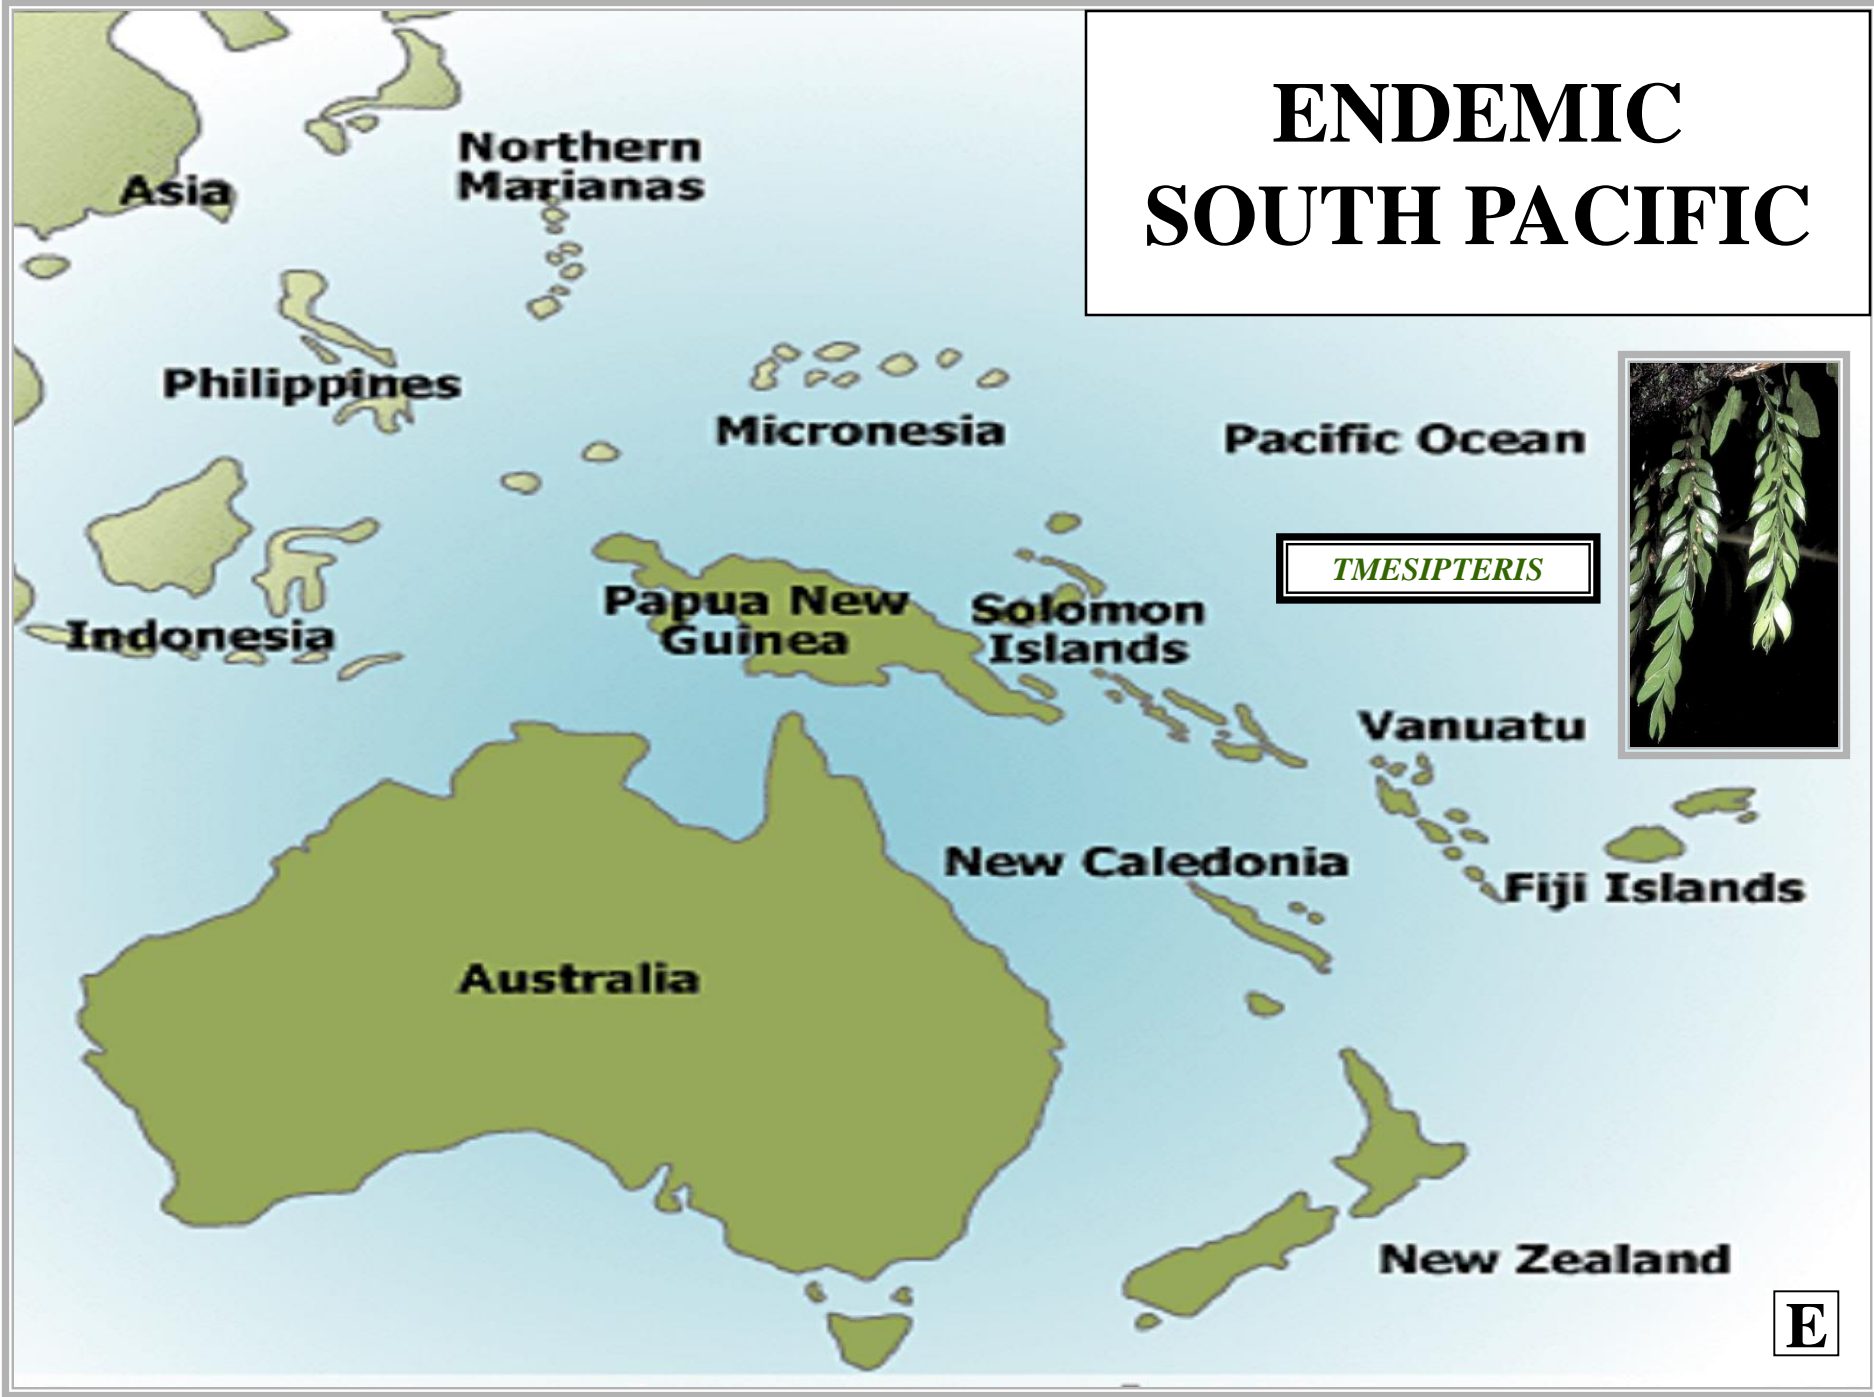 ENDEMIC
SOUTH PACIFIC
Northern
Marianas
Asia
Philippines
Micronesia
Pacific Ocean
TMESIPTERIS
Papua New
Guinea
Solomon
Islands
Indonesia
Vanuatu
New Caledonia
Fiji Islands
Australia
New Zealand
E